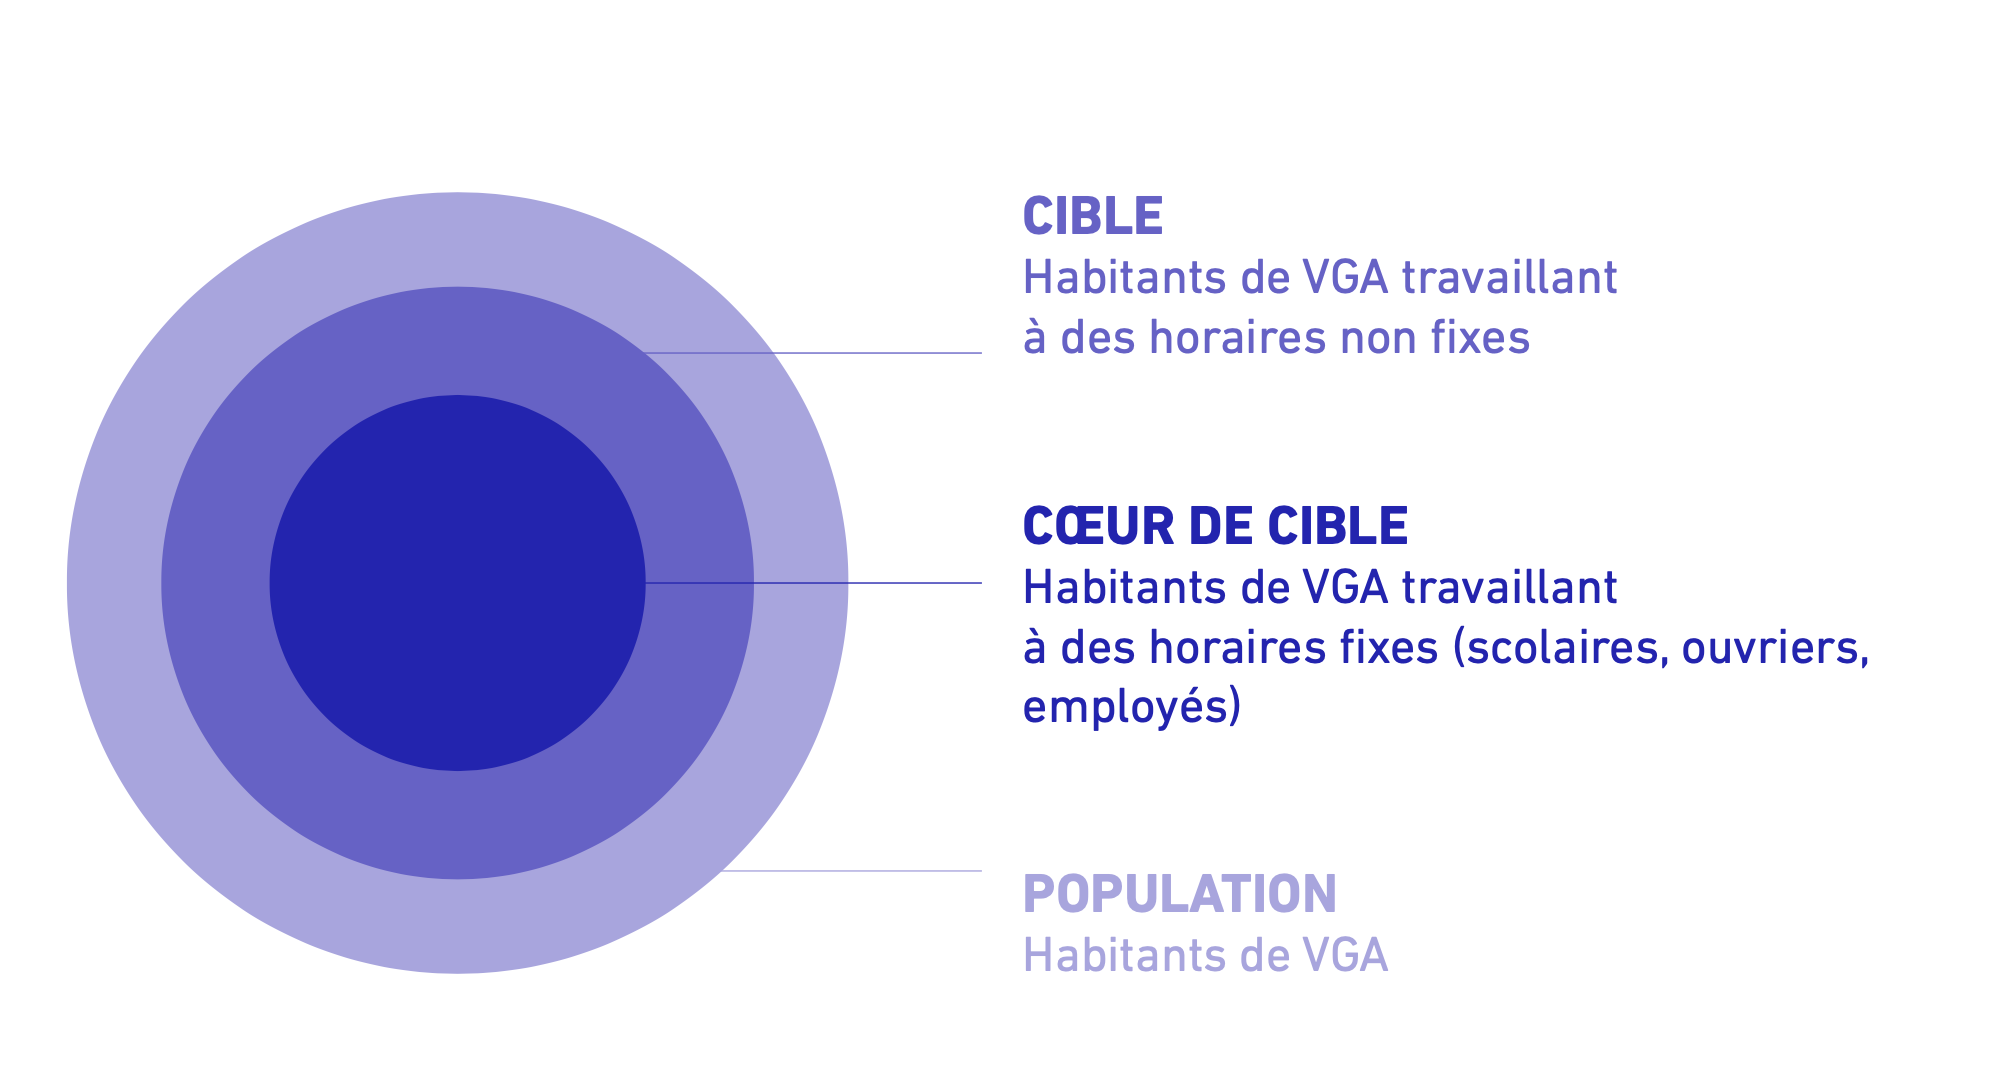 CIBLE
Habitants de VGA travaillant
à des horaires non fixes
CŒUR DE CIBLE
Habitants de VGA travaillant
à des horaires fixes (scolaires, ouvriers,
employés)
POPULATION
Habitants de VGA